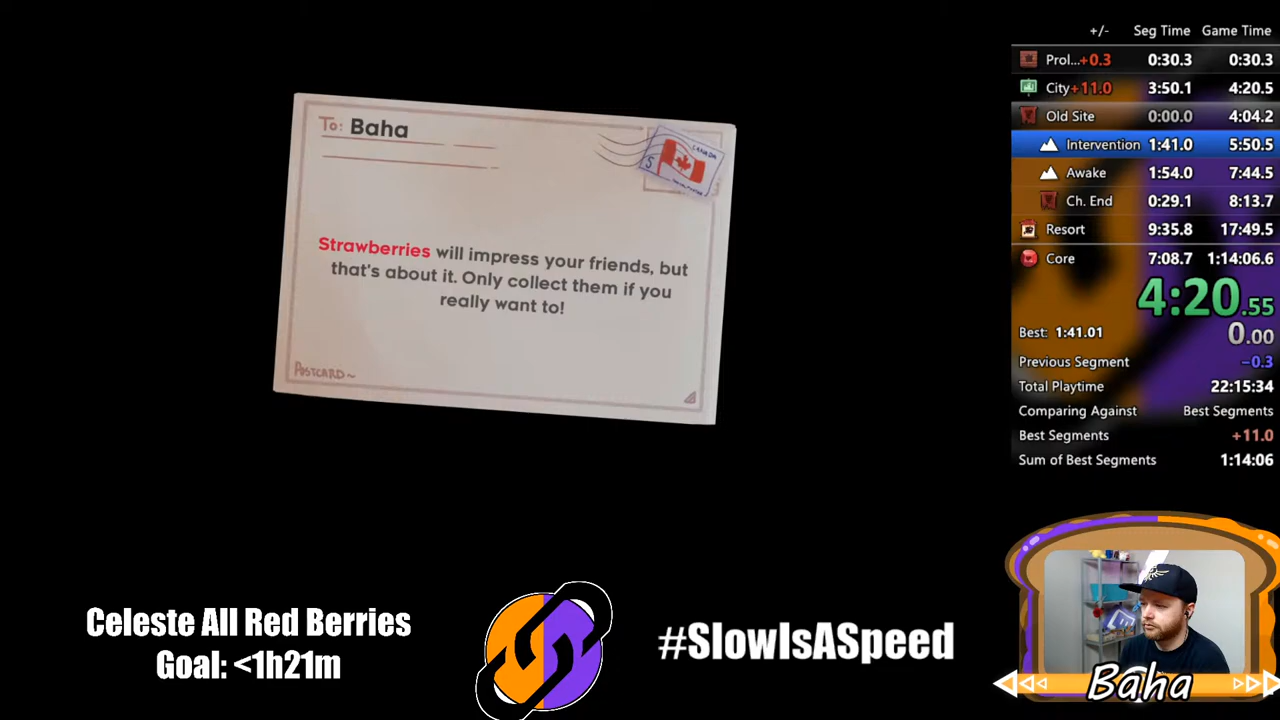 To: Baha
CANADA
5
Strawberries will impress your friends, but
that's about it. Only collect them if you
really want to!
POSTCARD~
+/- Seg Time Game Time
Prol... +0.3 0:30.3 0:30.3
City +11.0 3:50.1 4:20.5
Old Site 0:00.0 4:04.2
Intervention 1:41.0 5:50.5
Awake 1:54.0 7:44.5
Ch. End 0:29.1 8:13.7
Resort 9:35.8 17:49.5
Core 7:08.7 1:14:06.6
4:20.55
Best: 1:41.01 0.00
Previous Segment -0.3
Total Playtime 22:15:34
Comparing Against Best Segments
Best Segments +11.0
Sum of Best Segments 1:14:06
Celeste All Red Berries
Goal: <1h21m
#SlowIsASpeed
Baha